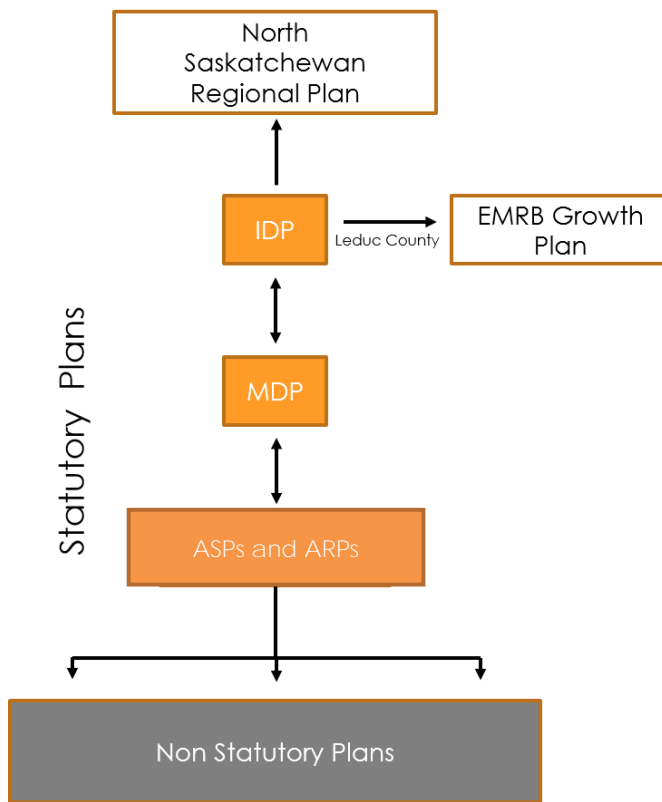 North
Saskatchewan
Regional Plan
IDP
Leduc County
EMRB Growth
Plan
MDP
Statutory Plans
ASPs and ARPs
Non Statutory Plans